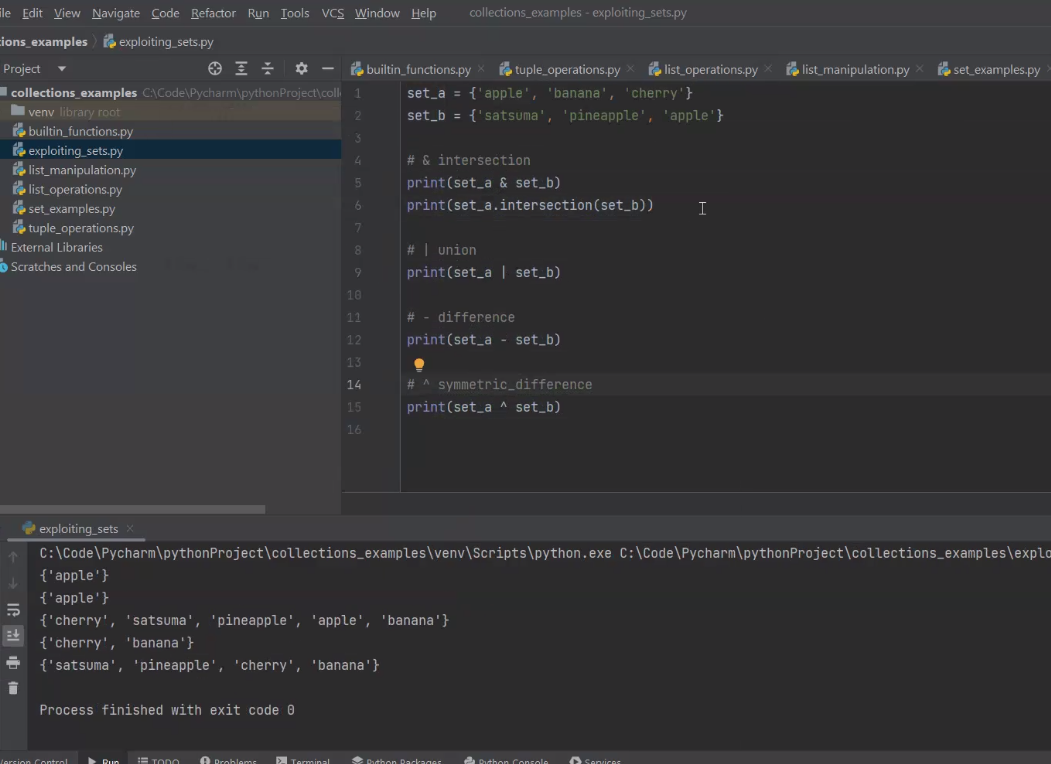 ile Edit View Navigate Code Refactor Run Tools VCS Window Help collections_examples - exploiting_sets.py
ions_examples exploiting_sets.py
Project builtin_functions.py tuple_operations.py list_operations.py list_manipulation.py set_examples.py
collections_examples C:\Code\Pycharm\pythonProject\coll
venv library root
builtin_functions.py
exploiting_sets.py
list_manipulation.py
list_operations.py
set_examples.py
tuple_operations.py
External Libraries
Scratches and Consoles
1 set_a = {'apple', 'banana', 'cherry'}
2 set_b = {'satsuma', 'pineapple', 'apple'}
3
4 # & intersection
5 print(set_a & set_b)
6 print(set_a.intersection(set_b))
7
8 # | union
9 print(set_a | set_b)
10
11 # - difference
12 print(set_a - set_b)
13
14 # ^ symmetric_difference
15 print(set_a ^ set_b)
16
exploiting_sets
C:\Code\Pycharm\pythonProject\collections_examples\venv\Scripts\python.exe C:\Code\Pycharm\pythonProject\collections_examples\explo
{'apple'}
{'apple'}
{'cherry', 'satsuma', 'pineapple', 'apple', 'banana'}
{'cherry', 'banana'}
{'satsuma', 'pineapple', 'cherry', 'banana'}
Process finished with exit code 0
Version Control Run TODO Problems Terminal Python Packages Python Console Services